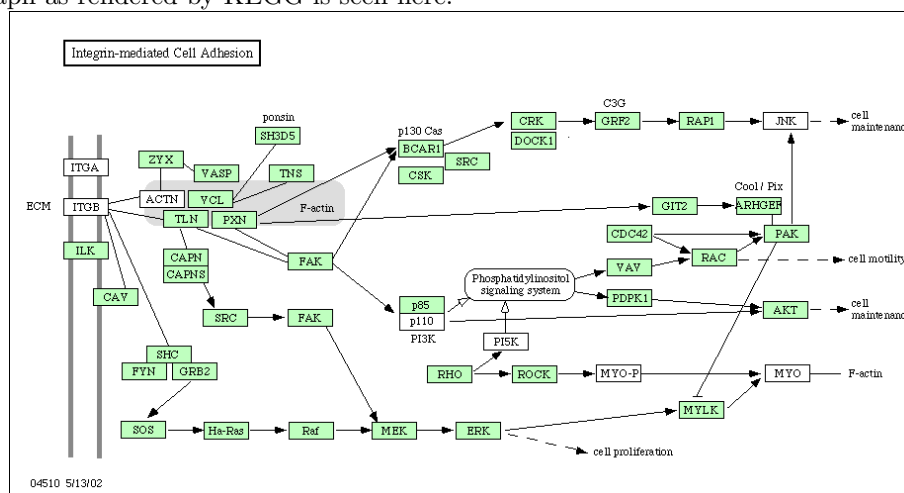 aph as rendered by KEGG is seen here.
Integrin-mediated Cell Adhesion
C3G
ponsin
CRK
GRF2
RAP1
JNK
cell
maintenance
p130 Cas
SH3D5
DOCK1
BCAR1
ZYX
SRC
ITGA
VASP
TNS
CSK
Cool / Pix
ECM
ITGB
ACTN
VCL
F-actin
GIT2
ARHGEF
TLN
PXN
CDC42
PAK
ILK
CAPN
FAK
RAC
cell motility
CAPNS
VAV
Phosphatidylinositol
signaling system
CAV
p85
PDPK1
AKT
cell
maintenance
SRC
FAK
p110
PI3K
PI5K
SHC
FYN
GRB2
RHO
ROCK
MYO-P
MYO
F-actin
MYLK
SOS
Ha-Ras
Raf
MEK
ERK
cell proliferation
04510 5/13/02